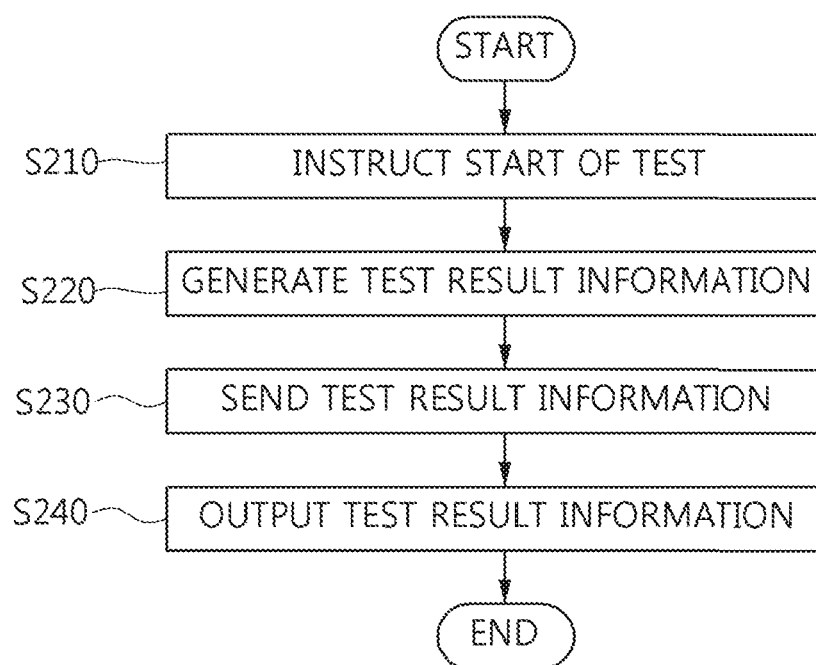 START
S210 INSTRUCT START OF TEST
S220 GENERATE TEST RESULT INFORMATION
S230 SEND TEST RESULT INFORMATION
S240 OUTPUT TEST RESULT INFORMATION
END